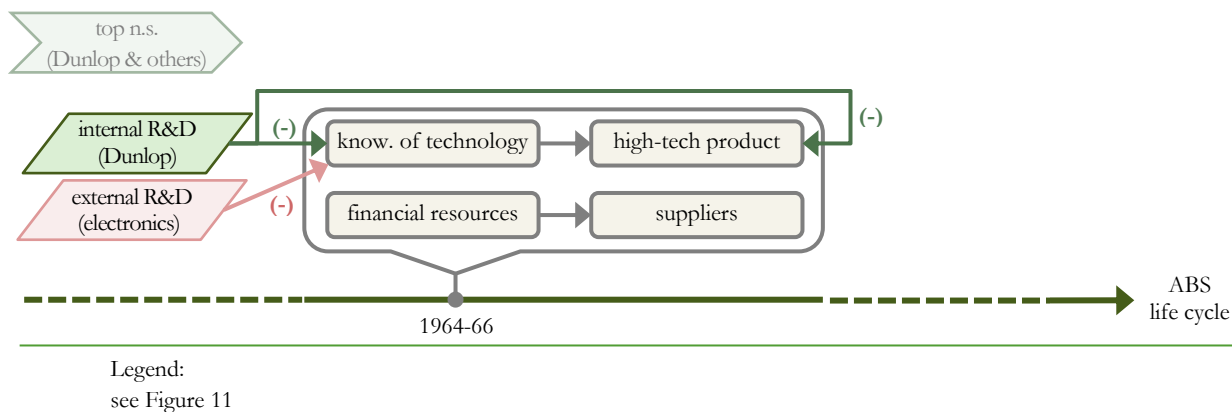 top n.s.
(Dunlop & others)
internal R&D
(Dunlop)
(-)
know. of technology
high-tech product
(-)
external R&D
(electronics)
(-)
financial resources
suppliers
1964-66
ABS
life cycle
Legend:
see Figure 11